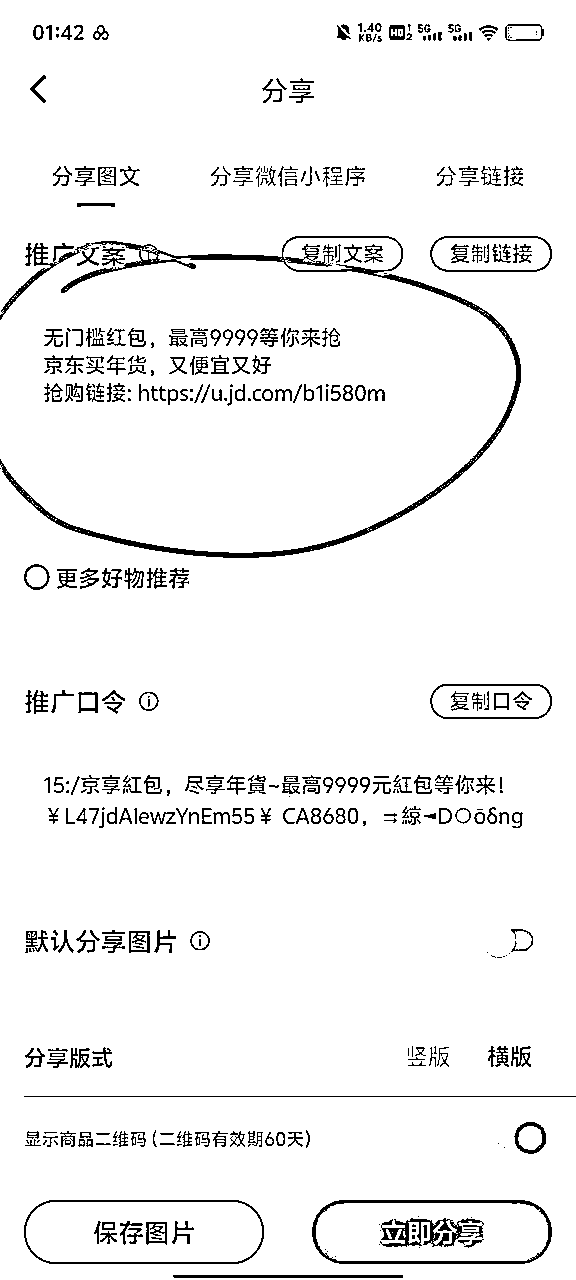 01:42
1.40 KB/s HD 1 2 5G 5G
分享
分享图文 分享微信小程序 分享链接
推广文案 复制文案 复制链接
无门槛红包，最高9999等你来抢
京东买年货，又便宜又好
抢购链接: https://u.jd.com/b1i580m
更多好物推荐
推广口令 复制口令
15:/京享紅包，尽享年貨~最高9999元紅包等你来！
￥L47jdAIewzYnEm55￥ CA8680，⇉綡◄D〇ōδng
默认分享图片
分享版式 竖版 横版
显示商品二维码 (二维码有效期60天)
保存图片 立即分享